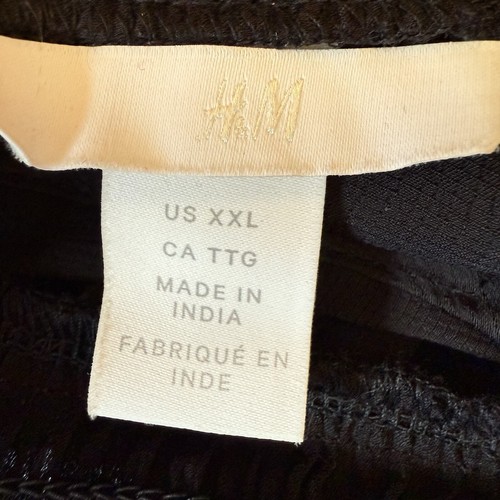 H&M
US XXL
CA TTG
MADE IN
INDIA
FABRIQUÉ EN
INDE